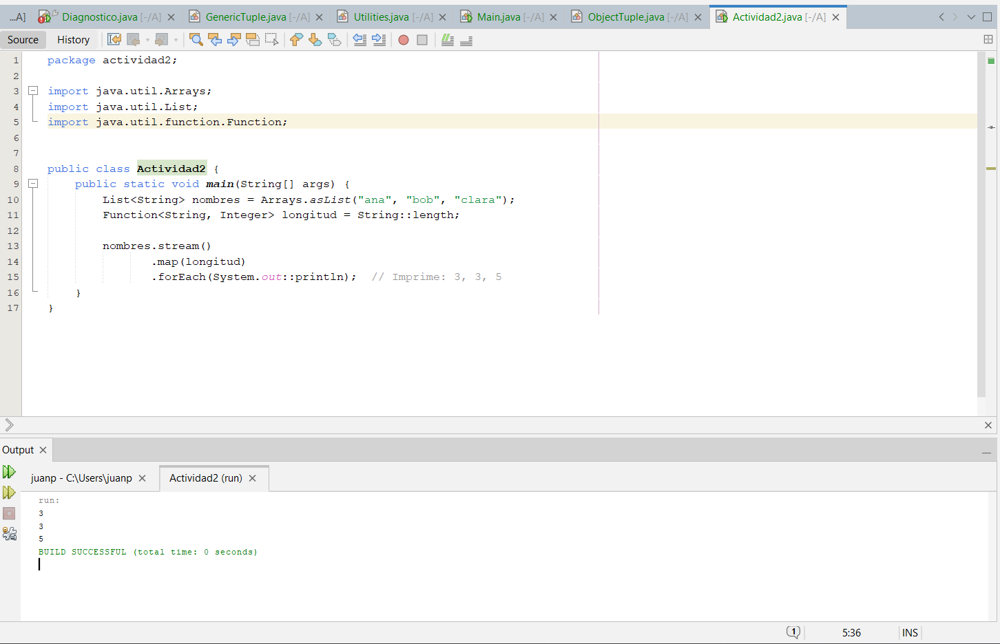 ...A] Diagnostico.java [-/A] GenericTuple.java [-/A] Utilities.java [-/A] Main.java [-/A] ObjectTuple.java [-/A] Actividad2.java [-/A]
Source History
1 package actividad2;
2
3 import java.util.Arrays;
4 import java.util.List;
5 import java.util.function.Function;
6
7
8 public class Actividad2 {
9 public static void main(String[] args) {
10 List<String> nombres = Arrays.asList("ana", "bob", "clara");
11 Function<String, Integer> longitud = String::length;
12
13 nombres.stream()
14 .map(longitud)
15 .forEach(System.out::println); // Imprime: 3, 3, 5
16 }
17 }
Output
juanp - C:\Users\juanp Actividad2 (run)
run:
3
3
5
BUILD SUCCESSFUL (total time: 0 seconds)
1 5:36 INS